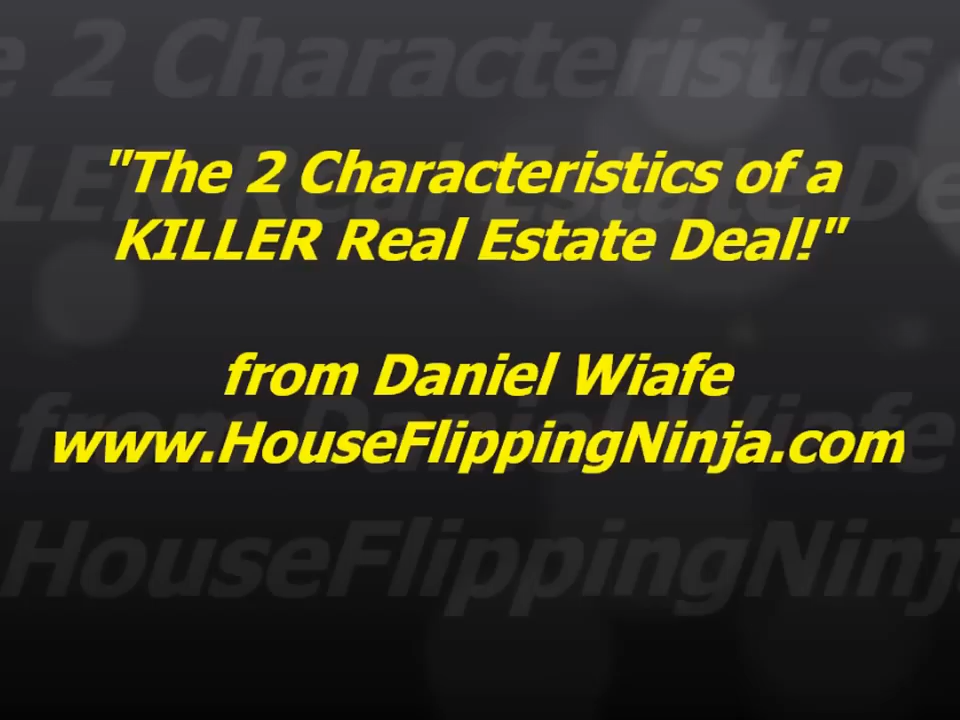 "The 2 Characteristics of a
KILLER Real Estate Deal!"
from Daniel Wiafe
www.HouseFlippingNinja.com